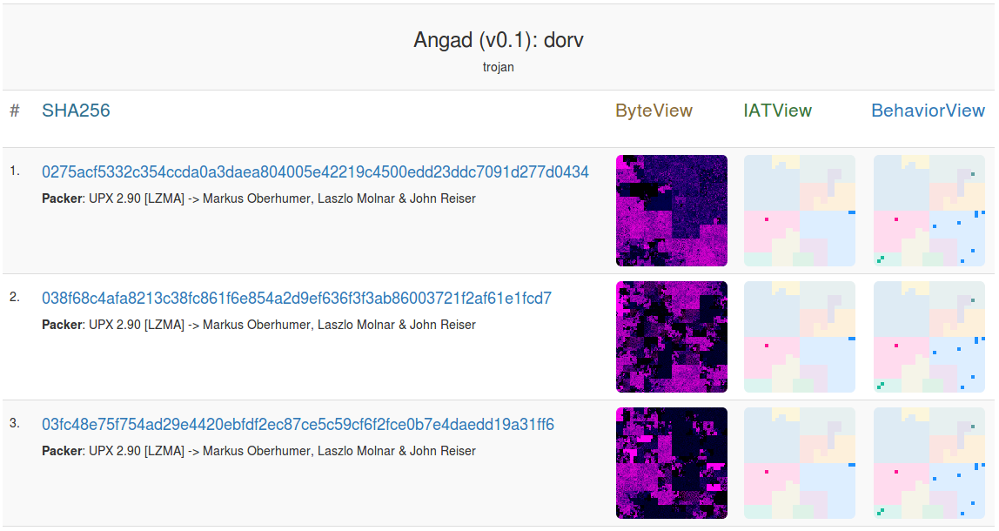 Angad (v0.1): dorv
trojan
# SHA256 ByteView IATView BehaviorView
1. 0275acf5332c354ccda0a3daea804005e42219c4500edd23ddc7091d277d0434
Packer: UPX 2.90 [LZMA] -> Markus Oberhumer, Laszlo Molnar & John Reiser
2. 038f68c4afa8213c38fc861f6e854a2d9ef636f3f3ab86003721f2af61e1fcd7
Packer: UPX 2.90 [LZMA] -> Markus Oberhumer, Laszlo Molnar & John Reiser
3. 03fc48e75f754ad29e4420ebfdf2ec87ce5c59cf6f2fce0b7e4daedd19a31ff6
Packer: UPX 2.90 [LZMA] -> Markus Oberhumer, Laszlo Molnar & John Reiser